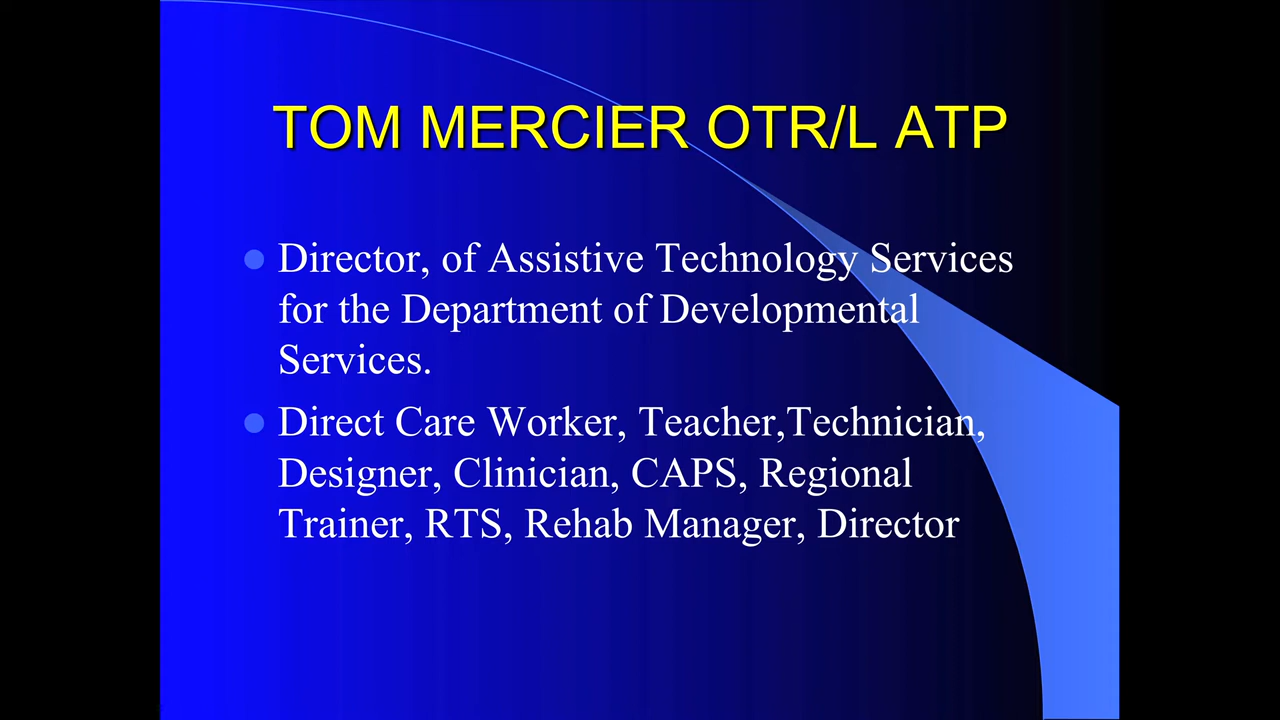 TOM MERCIER OTR/L ATP
Director, of Assistive Technology Services
for the Department of Developmental
Services.
Direct Care Worker, Teacher,Technician,
Designer, Clinician, CAPS, Regional
Trainer, RTS, Rehab Manager, Director